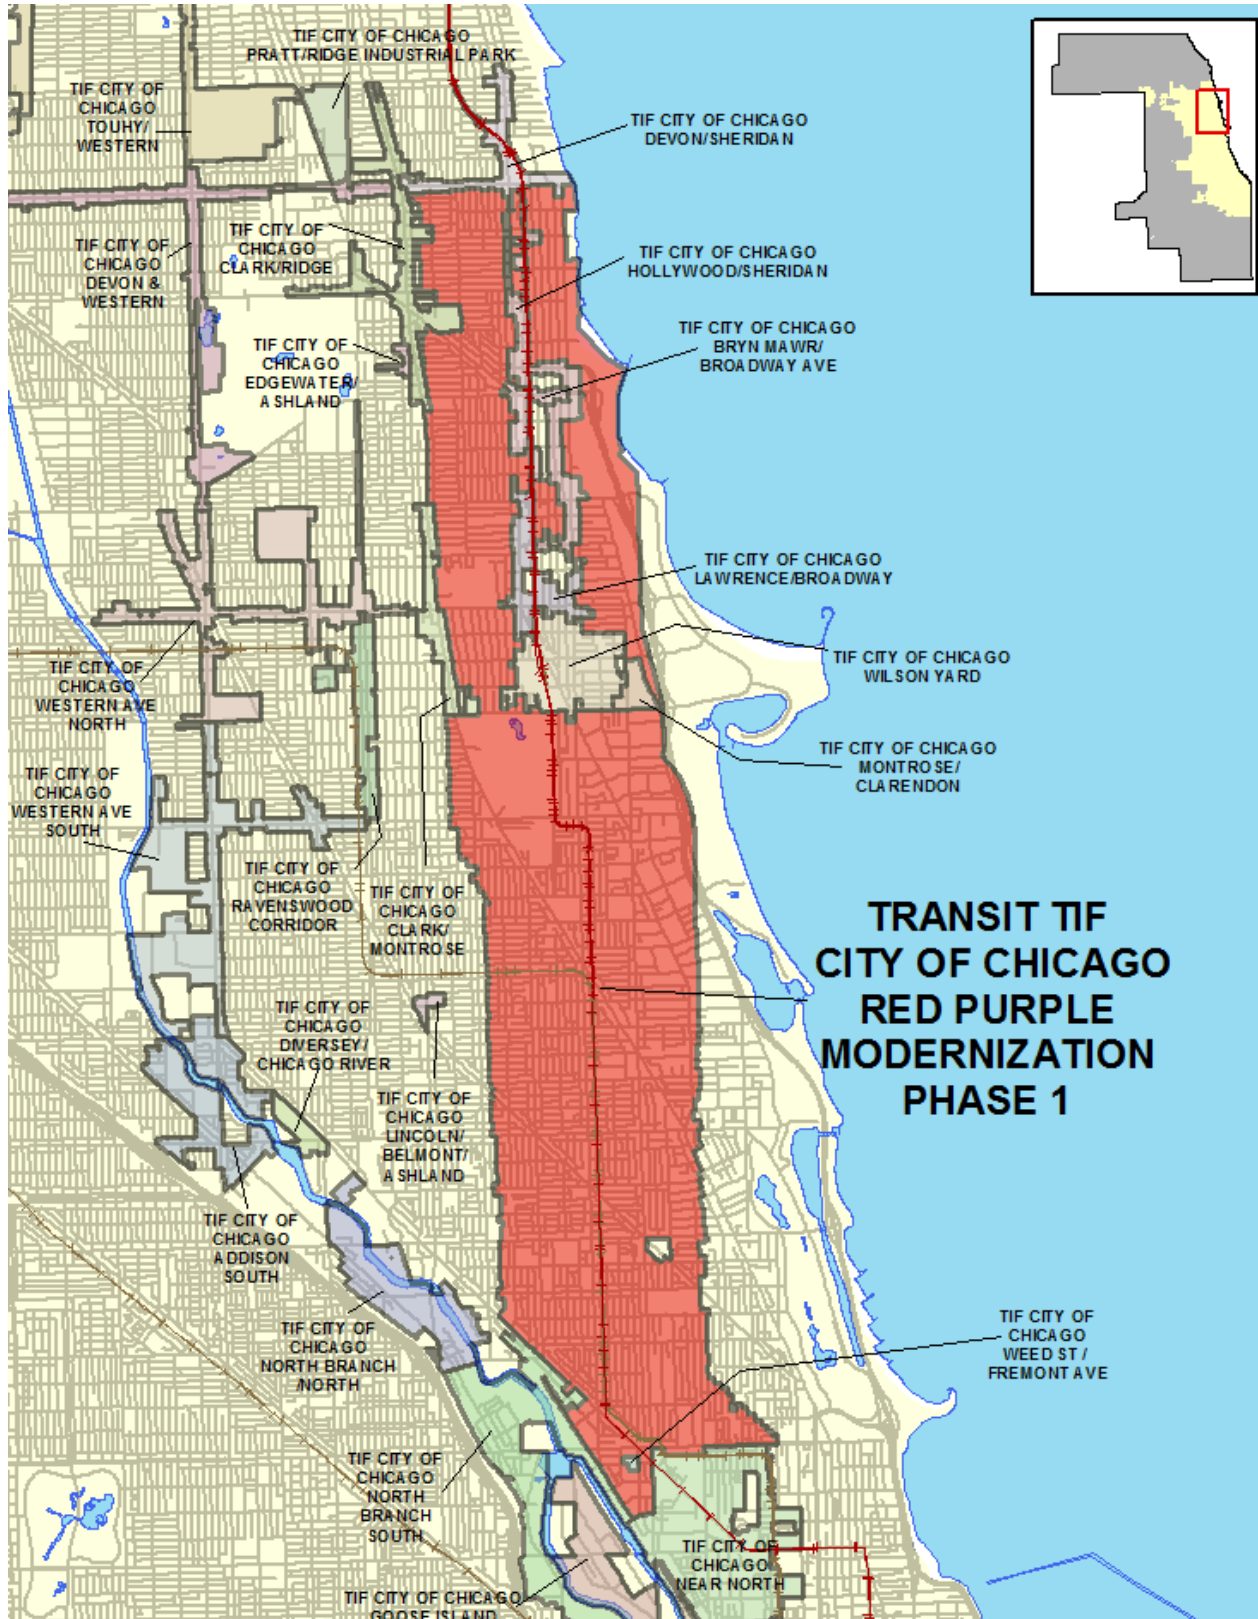 TIF CITY OF CHICAGO
PRATT/RIDGE INDUSTRIAL PARK
TIF CITY OF
CHICAGO
TOUHY/
WESTERN
TIF CITY OF CHICAGO
DEVON/SHERIDAN
TIF CITY OF
CHICAGO
DEVON &
WESTERN
TIF CITY OF
CHICAGO
CLARK/RIDGE
TIF CITY OF CHICAGO
HOLLYWOOD/SHERIDAN
TIF CITY OF CHICAGO
BRYN MAWR/
BROADWAY AVE
TIF CITY OF
CHICAGO
EDGEWATER/
ASHLAND
TIF CITY OF CHICAGO
LAWRENCE/BROADWAY
TIF CITY OF CHICAGO
WILSON YARD
TIF CITY OF
CHICAGO
WESTERN AVE
NORTH
TIF CITY OF CHICAGO
MONTROSE/
CLARENDON
TIF CITY OF
CHICAGO
WESTERN AVE
SOUTH
TIF CITY OF
CHICAGO
RAVENSWOOD
CORRIDOR
TIF CITY OF
CHICAGO
CLARK/
MONTROSE
TRANSIT TIF
CITY OF CHICAGO
RED PURPLE
MODERNIZATION
PHASE 1
TIF CITY OF
CHICAGO
DIVERSEY/
CHICAGO RIVER
TIF CITY OF
CHICAGO
LINCOLN/
BELMONT/
ASHLAND
TIF CITY OF
CHICAGO
ADDISON
SOUTH
TIF CITY OF
CHICAGO
NORTH BRANCH
/NORTH
TIF CITY OF
CHICAGO
WEED ST /
FREMONT AVE
TIF CITY OF
CHICAGO
NORTH
BRANCH
SOUTH
TIF CITY OF
CHICAGO
NEAR NORTH
TIF CITY OF CHICAGO
GOOSE ISLAND